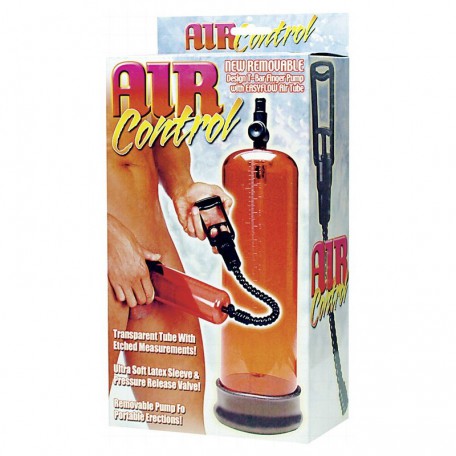 AIR Control
NEW REMOVABLE
Design T-Bar Finger Pump
with EASYFLOW Air Tube
AIR
Control
AIR
Control
Transparent Tube With
Etched Measurements!
Ultra Soft Latex Sleeve &
Pressure Release Valve!
Removable Pump Fo
Portable Erections!